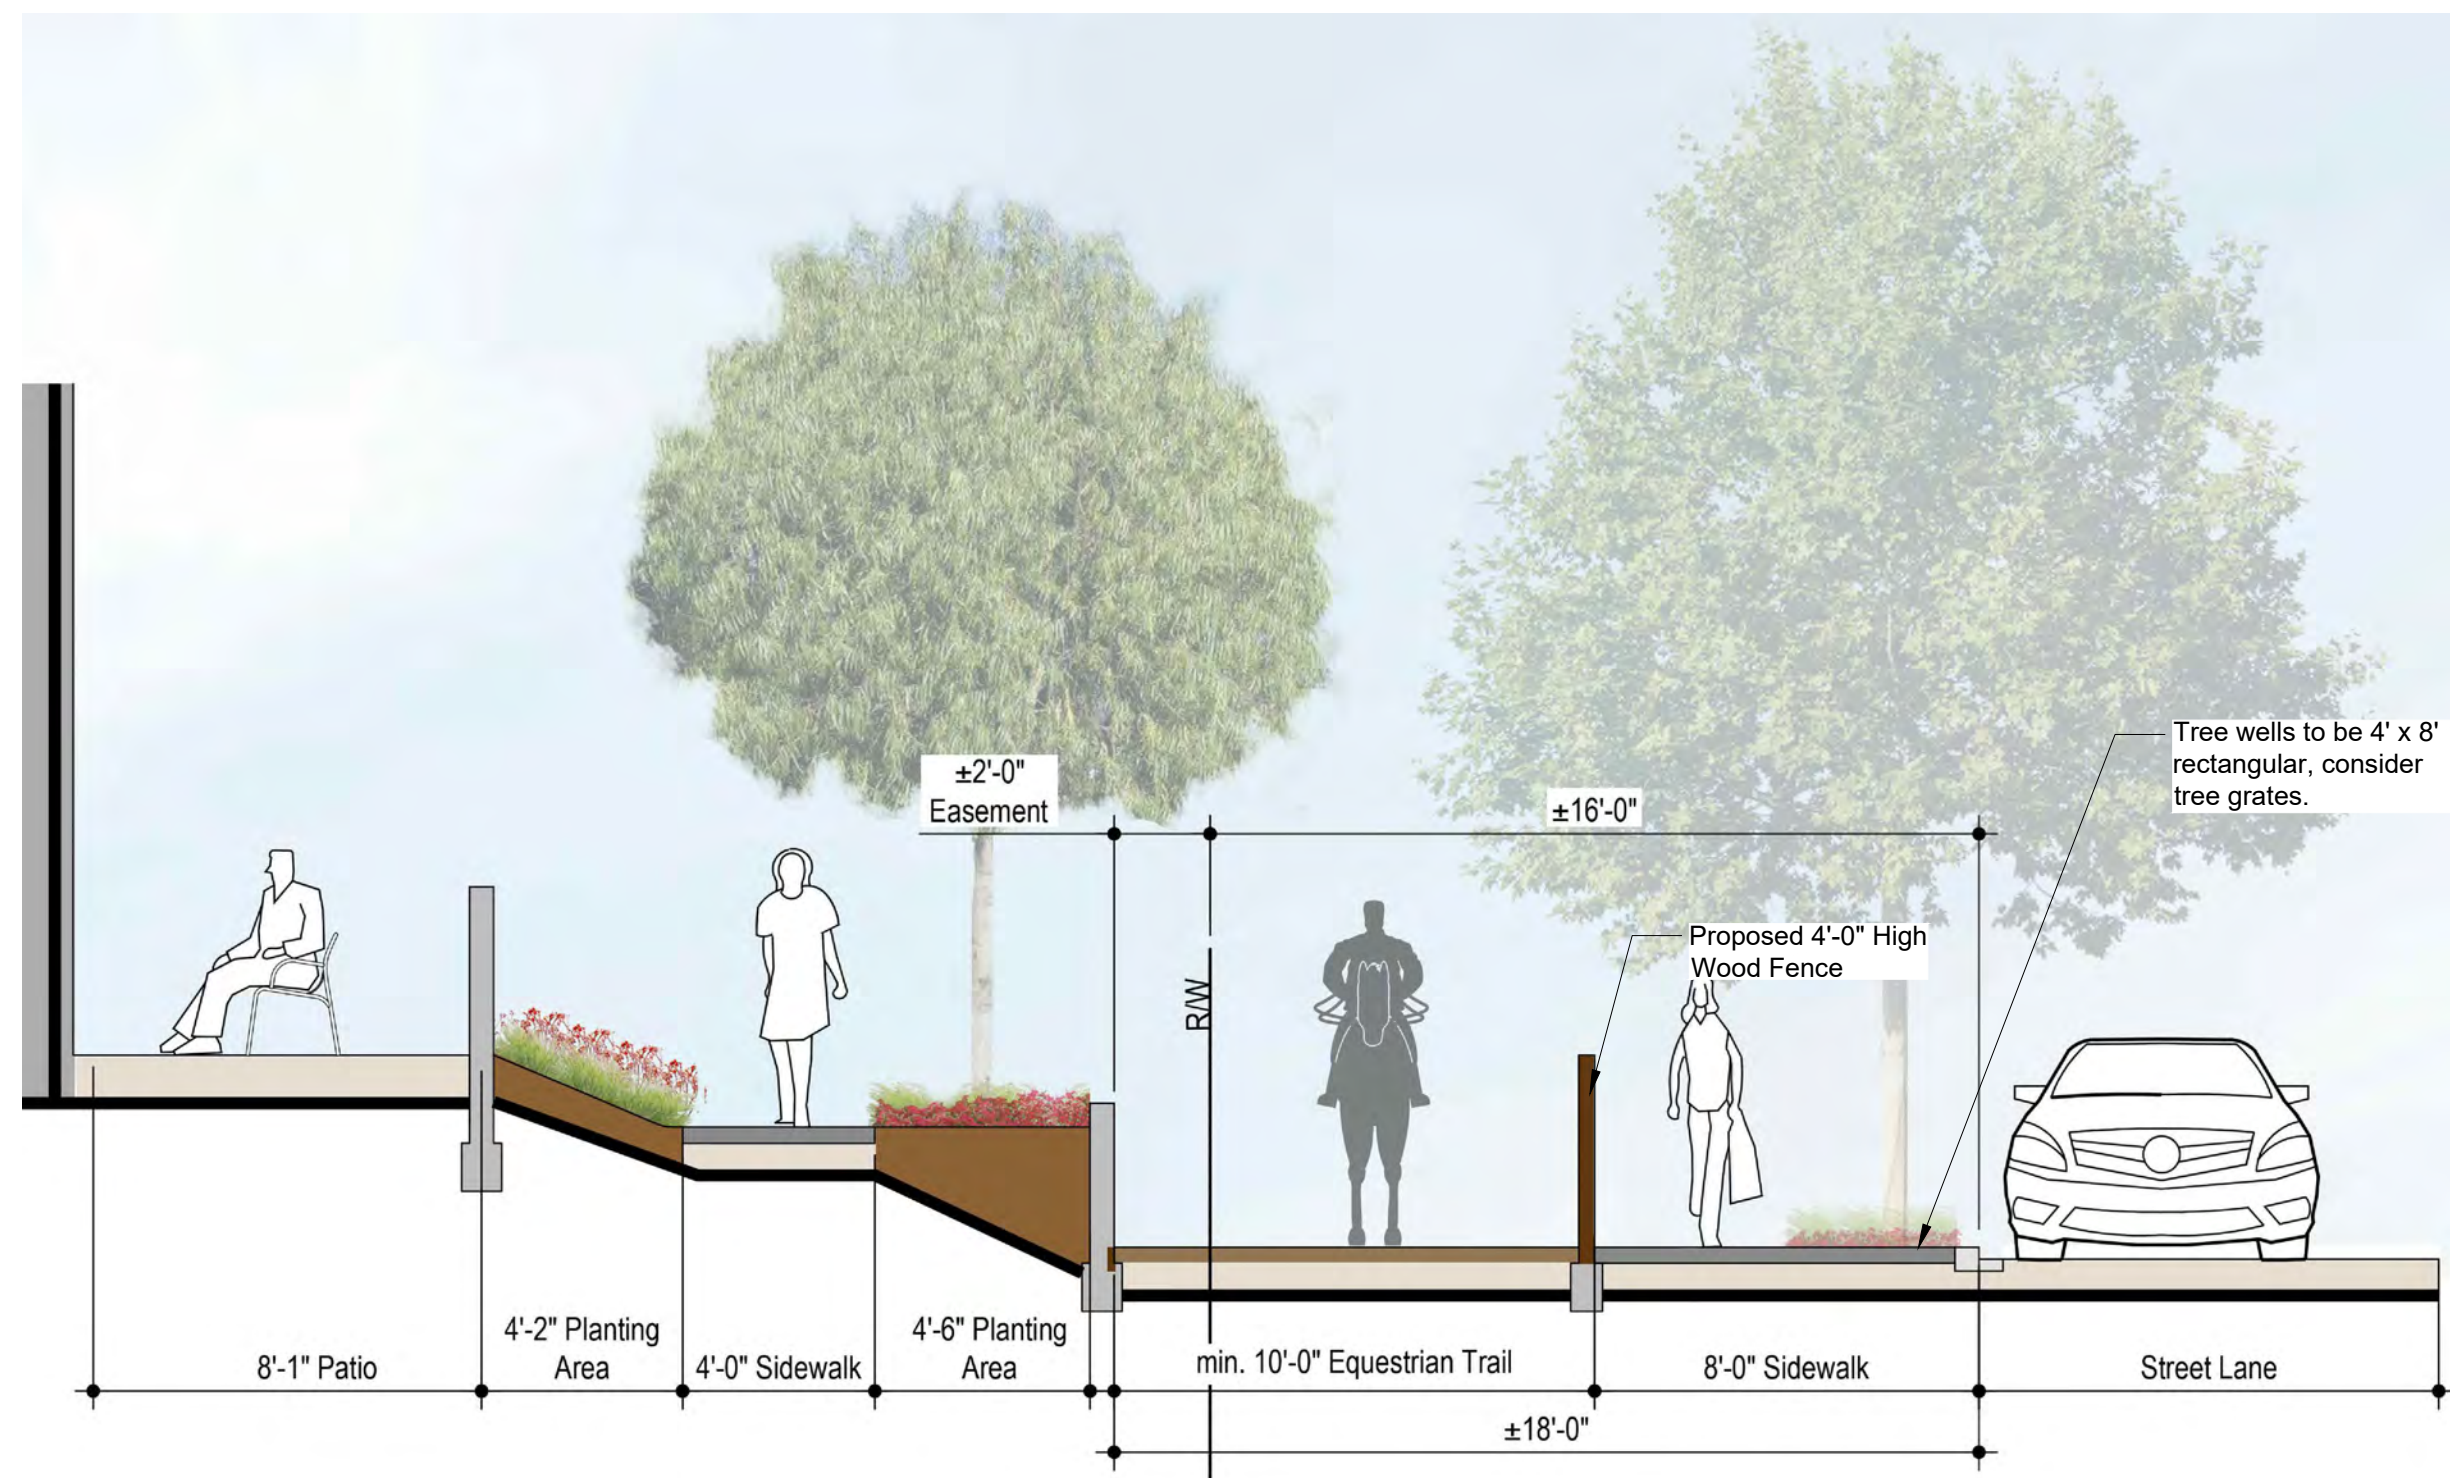 ±2'-0"
Easement
±16'-0"
Tree wells to be 4' x 8'
rectangular, consider
tree grates.
Proposed 4'-0" High
Wood Fence
R/W
8'-1" Patio
4'-2" Planting
Area
4'-0" Sidewalk
4'-6" Planting
Area
min. 10'-0" Equestrian Trail
8'-0" Sidewalk
Street Lane
±18'-0"